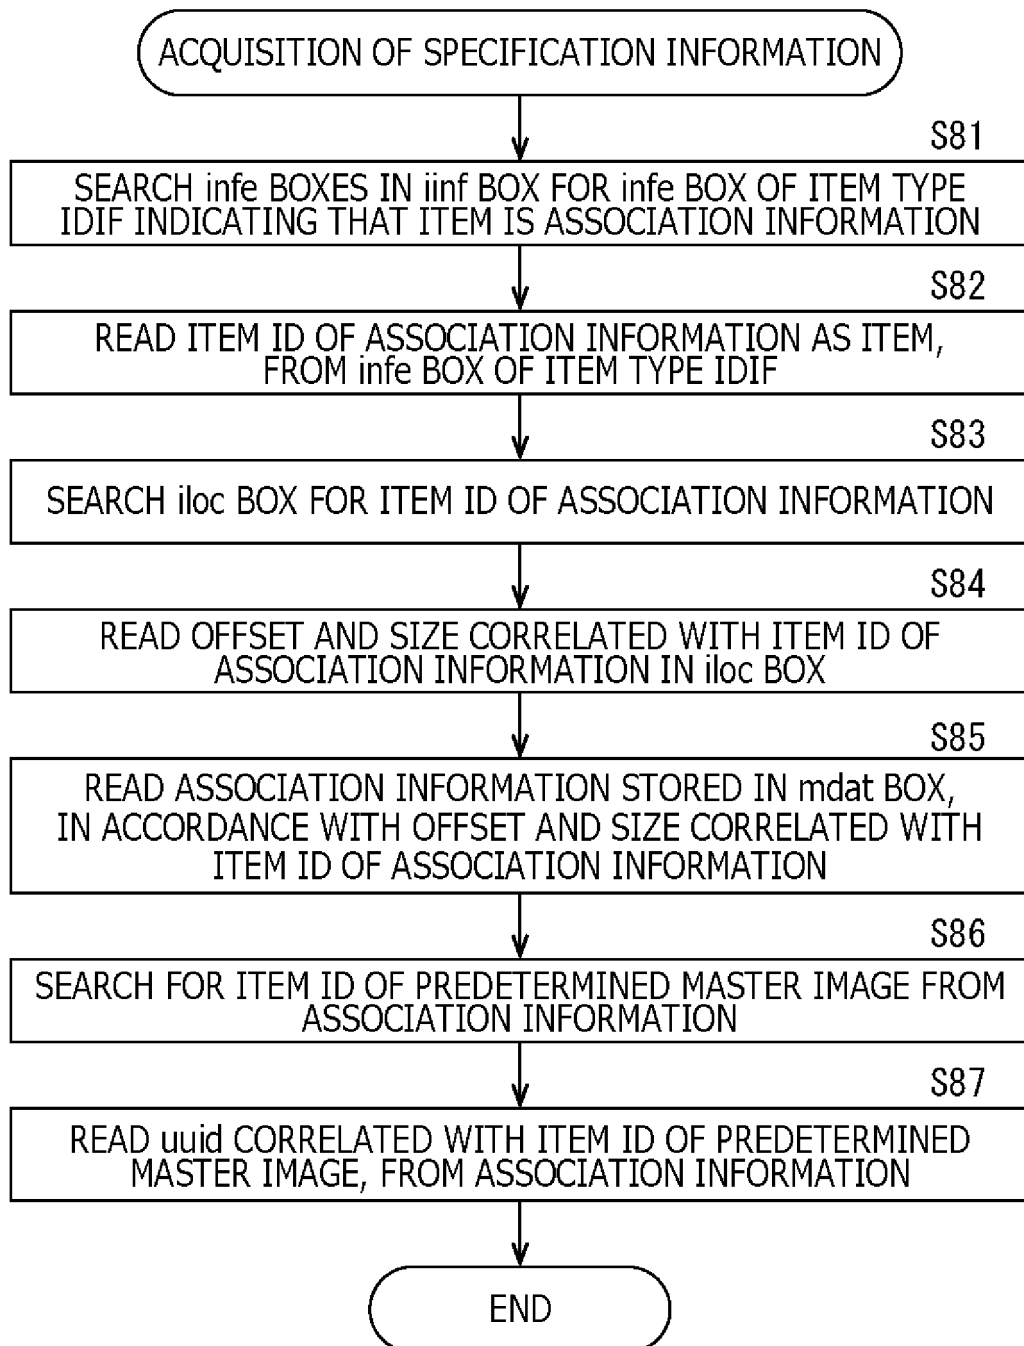 ACQUISITION OF SPECIFICATION INFORMATION
S81
SEARCH infe BOXES IN iinf BOX FOR infe BOX OF ITEM TYPE
IDIF INDICATING THAT ITEM IS ASSOCIATION INFORMATION
S82
READ ITEM ID OF ASSOCIATION INFORMATION AS ITEM,
FROM infe BOX OF ITEM TYPE IDIF
S83
SEARCH iloc BOX FOR ITEM ID OF ASSOCIATION INFORMATION
S84
READ OFFSET AND SIZE CORRELATED WITH ITEM ID OF
ASSOCIATION INFORMATION IN iloc BOX
S85
READ ASSOCIATION INFORMATION STORED IN mdat BOX,
IN ACCORDANCE WITH OFFSET AND SIZE CORRELATED WITH
ITEM ID OF ASSOCIATION INFORMATION
S86
SEARCH FOR ITEM ID OF PREDETERMINED MASTER IMAGE FROM
ASSOCIATION INFORMATION
S87
READ uuid CORRELATED WITH ITEM ID OF PREDETERMINED
MASTER IMAGE, FROM ASSOCIATION INFORMATION
END